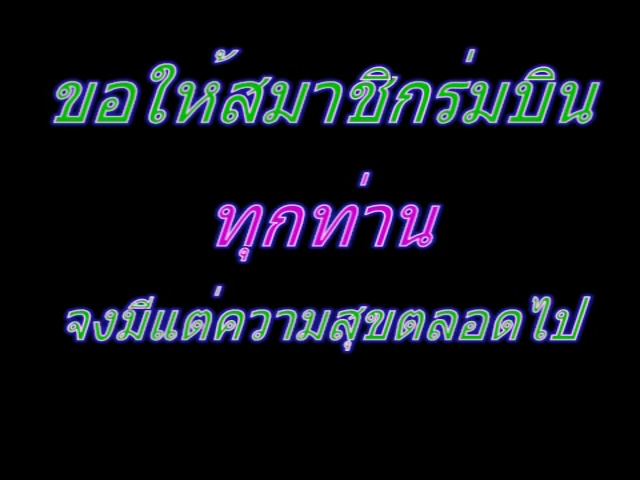 ขอให้สมาชิกร่มบิน
ทุกท่าน
จงมีแต่ความสุขตลอดไป